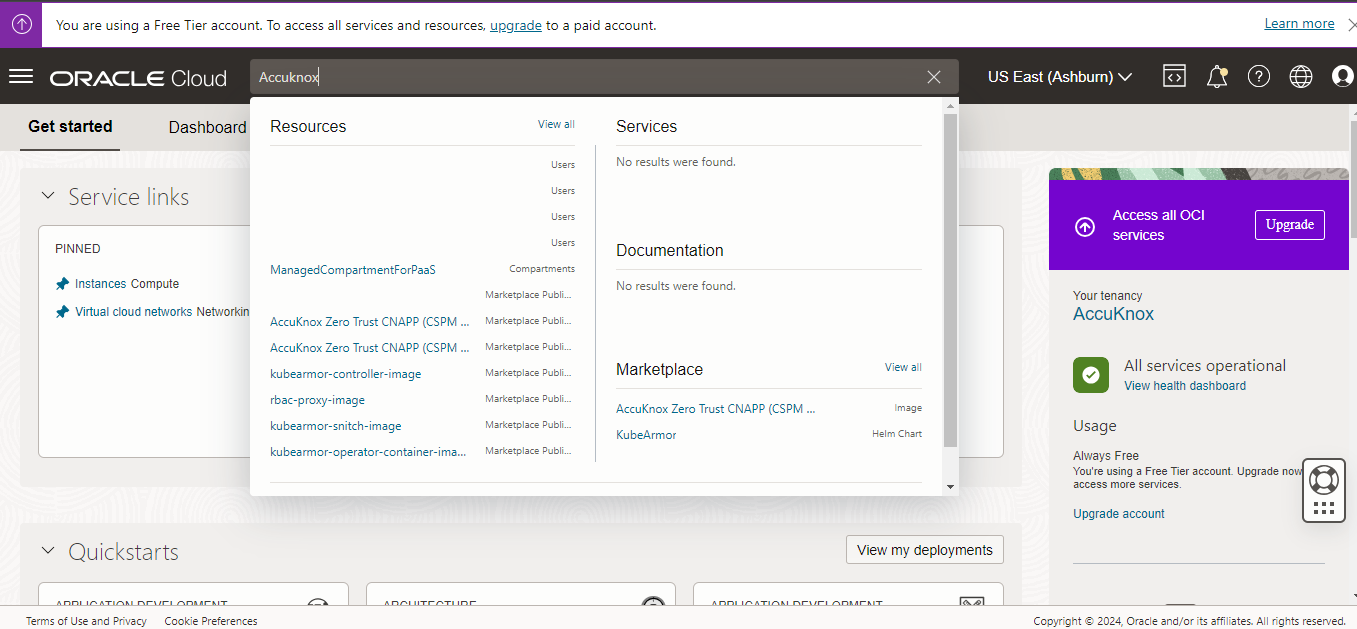 You are using a Free Tier account. To access all services and resources, upgrade to a paid account.
Learn more
ORACLE Cloud
Accuknox
US East (Ashburn)
Get started
Dashboard
Resources
View all
Users
Users
Users
Users
ManagedCompartmentForPaaS Compartments
Marketplace Publi...
AccuKnox Zero Trust CNAPP (CSPM ... Marketplace Publi...
AccuKnox Zero Trust CNAPP (CSPM ... Marketplace Publi...
kubearmor-controller-image Marketplace Publi...
rbac-proxy-image Marketplace Publi...
kubearmor-snitch-image Marketplace Publi...
kubearmor-operator-container-ima... Marketplace Publi...
Services
No results were found.
Documentation
No results were found.
Marketplace
View all
AccuKnox Zero Trust CNAPP (CSPM ... Image
KubeArmor Helm Chart
Service links
PINNED
Instances Compute
Virtual cloud networks Networkin
Access all OCI
services
Upgrade
Your tenancy
AccuKnox
All services operational
View health dashboard
Usage
Always Free
You're using a Free Tier account. Upgrade now
access more services.
Upgrade account
Quickstarts
View my deployments
APPLICATION DEVELOPMENT
ARCHITECTURE
APPLICATION DEVELOPMENT
Terms of Use and Privacy
Cookie Preferences
Copyright © 2024, Oracle and/or its affiliates. All rights reserved.